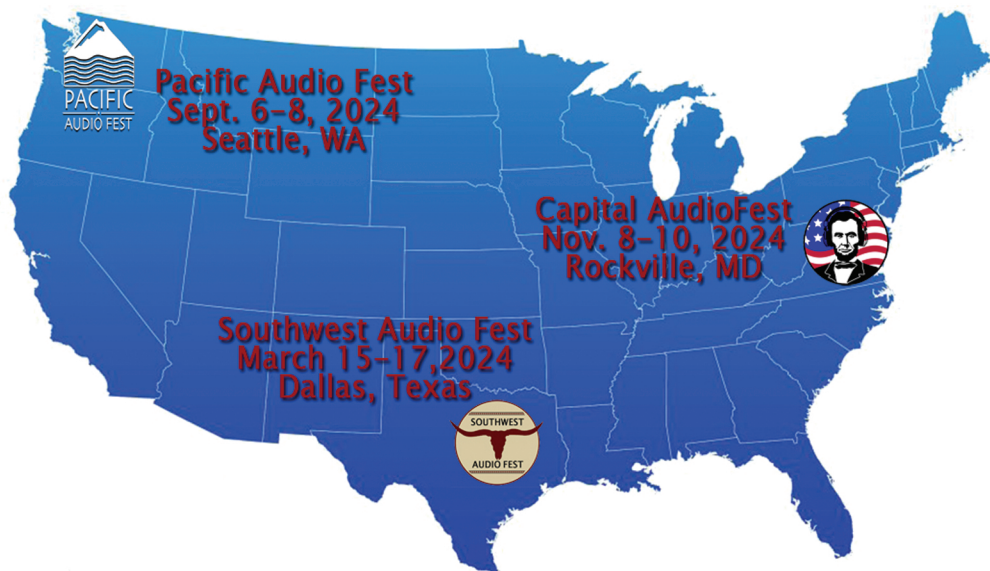 PACIFIC
AUDIO FEST
Pacific Audio Fest
Sept. 6-8, 2024
Seattle, WA
Capital AudioFest
Nov. 8-10, 2024
Rockville, MD
Southwest Audio Fest
March 15-17,2024
Dallas, Texas
SOUTHWEST
AUDIO FEST